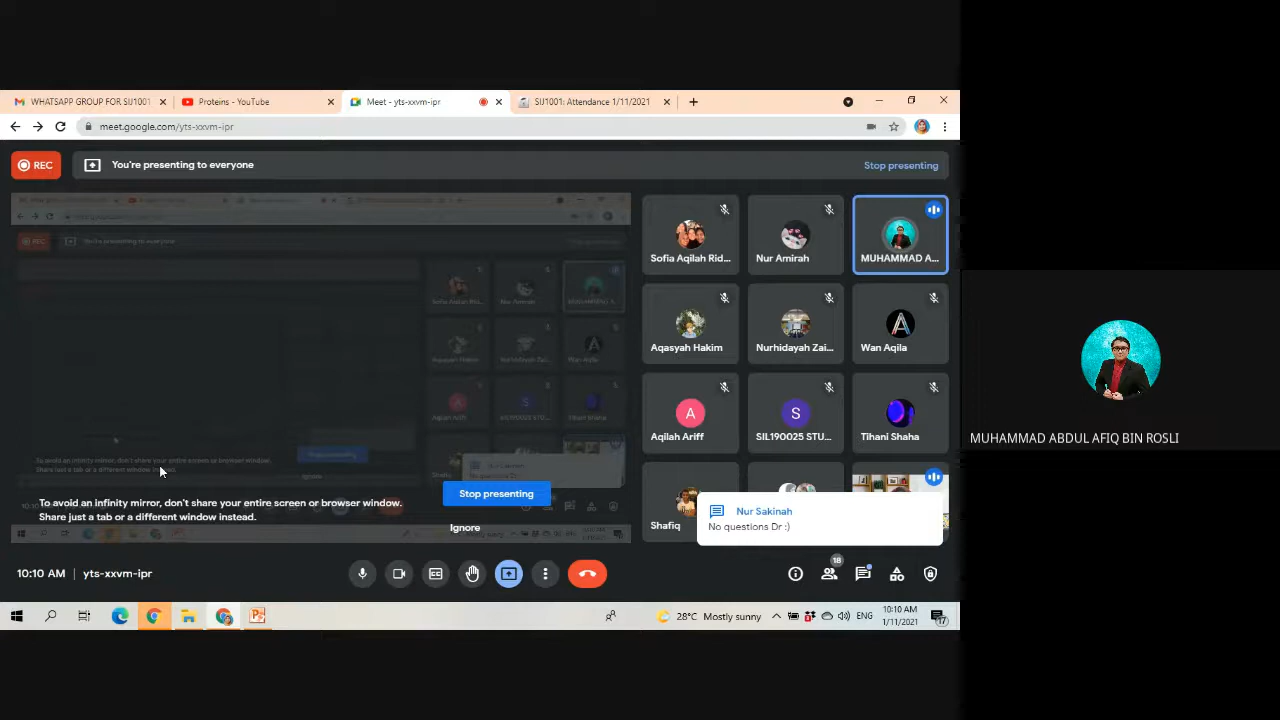 WHATSAPP GROUP FOR SIJ1001
Proteins - YouTube
Meet - yts-xxvm-ipr
SIJ1001: Attendance 1/11/2021
meet.google.com/yts-xxvm-ipr
REC
You're presenting to everyone
Stop presenting
Sofia Aqilah Rid...
Nur Amirah
MUHAMMAD A...
Aqasyah Hakim
Nurhidayah Zai...
Wan Aqila
A
Aqilah Ariff
S
SIL190025 STU...
Tihani Shaha
MUHAMMAD ABDUL AFIQ BIN ROSLI
To avoid an infinity mirror, don't share your entire screen or browser window.
Share just a tab or a different window instead.
Stop presenting
Ignore
Shafiq
Nur Sakinah
No questions Dr :)
10:10 AM
yts-xxvm-ipr
18
28°C Mostly sunny
ENG
10:10 AM
1/11/2021
17